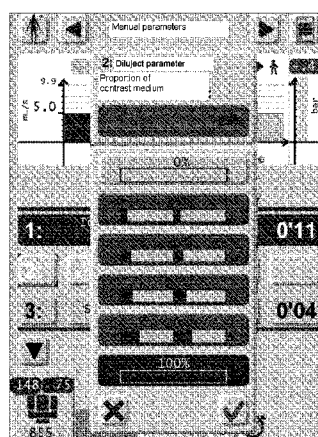 Manual parameters
2: Diluject parameter
Proportion of
contrast medium
9.9
m./s
5.0
bar
0%
1:
0'11
3:
0'04
100%
148
75
855